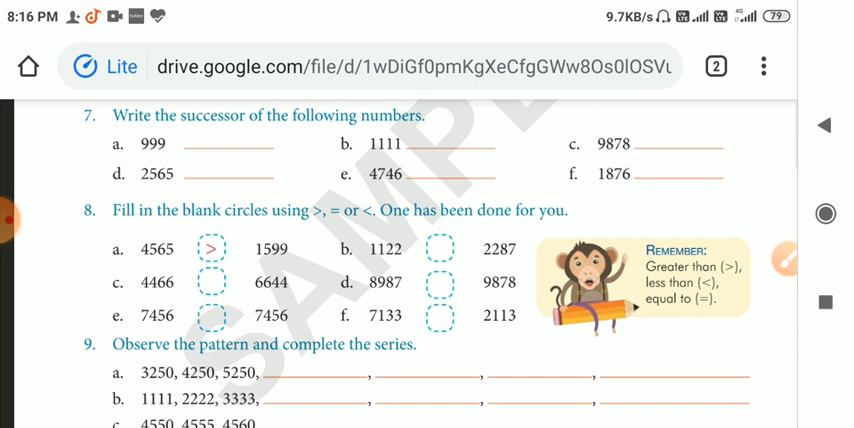 8:16 PM
9.7KB/s 4G 79
Lite drive.google.com/file/d/1wDiGf0pmKgXeCfgGWw8Os0lOSVu 2
SAMPLE
7. Write the successor of the following numbers.
a. 999 b. 1111 c. 9878
d. 2565 e. 4746 f. 1876
8. Fill in the blank circles using >, = or <. One has been done for you.
a. 4565 > 1599 b. 1122 2287
c. 4466 6644 d. 8987 9878
e. 7456 7456 f. 7133 2113
REMEMBER:
Greater than (>),
less than (<),
equal to (=).
9. Observe the pattern and complete the series.
a. 3250, 4250, 5250, , , ,
b. 1111, 2222, 3333, , , ,
c. 4550, 4555, 4560